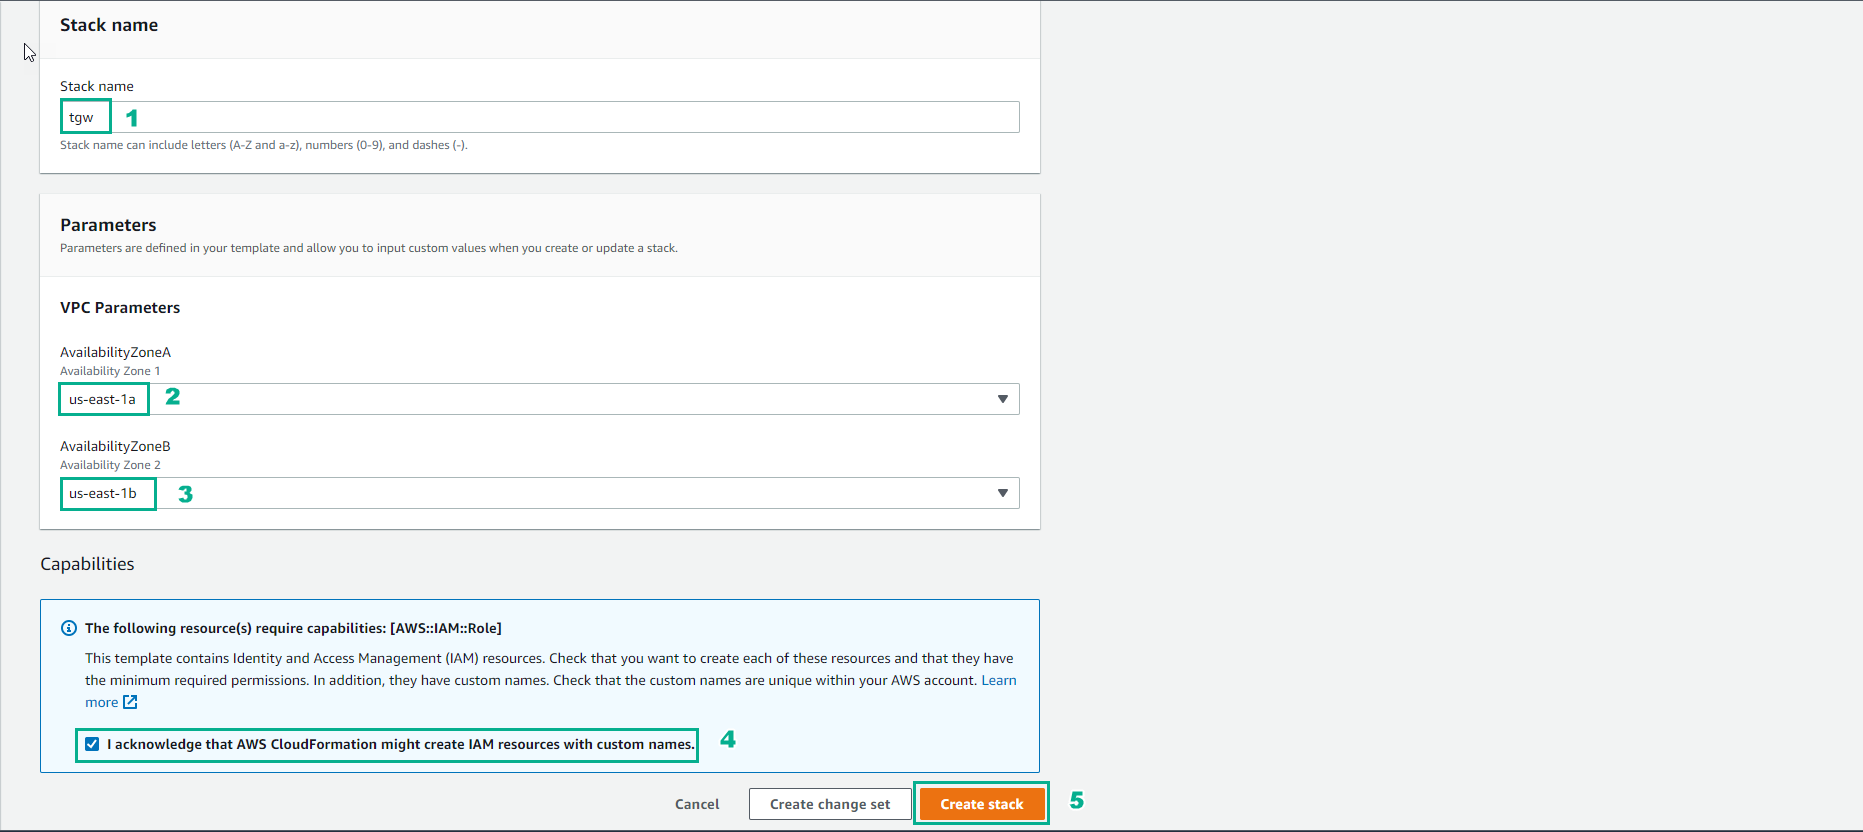 Stack name
Stack name
tgw 1
Stack name can include letters (A-Z and a-z), numbers (0-9), and dashes (-).
Parameters
Parameters are defined in your template and allow you to input custom values when you create or update a stack.
VPC Parameters
AvailabilityZoneA
Availability Zone 1
us-east-1a 2
AvailabilityZoneB
Availability Zone 2
us-east-1b 3
Capabilities
The following resource(s) require capabilities: [AWS::IAM::Role]
This template contains Identity and Access Management (IAM) resources. Check that you want to create each of these resources and that they have
the minimum required permissions. In addition, they have custom names. Check that the custom names are unique within your AWS account. Learn
more
I acknowledge that AWS CloudFormation might create IAM resources with custom names. 4
Cancel Create change set Create stack 5